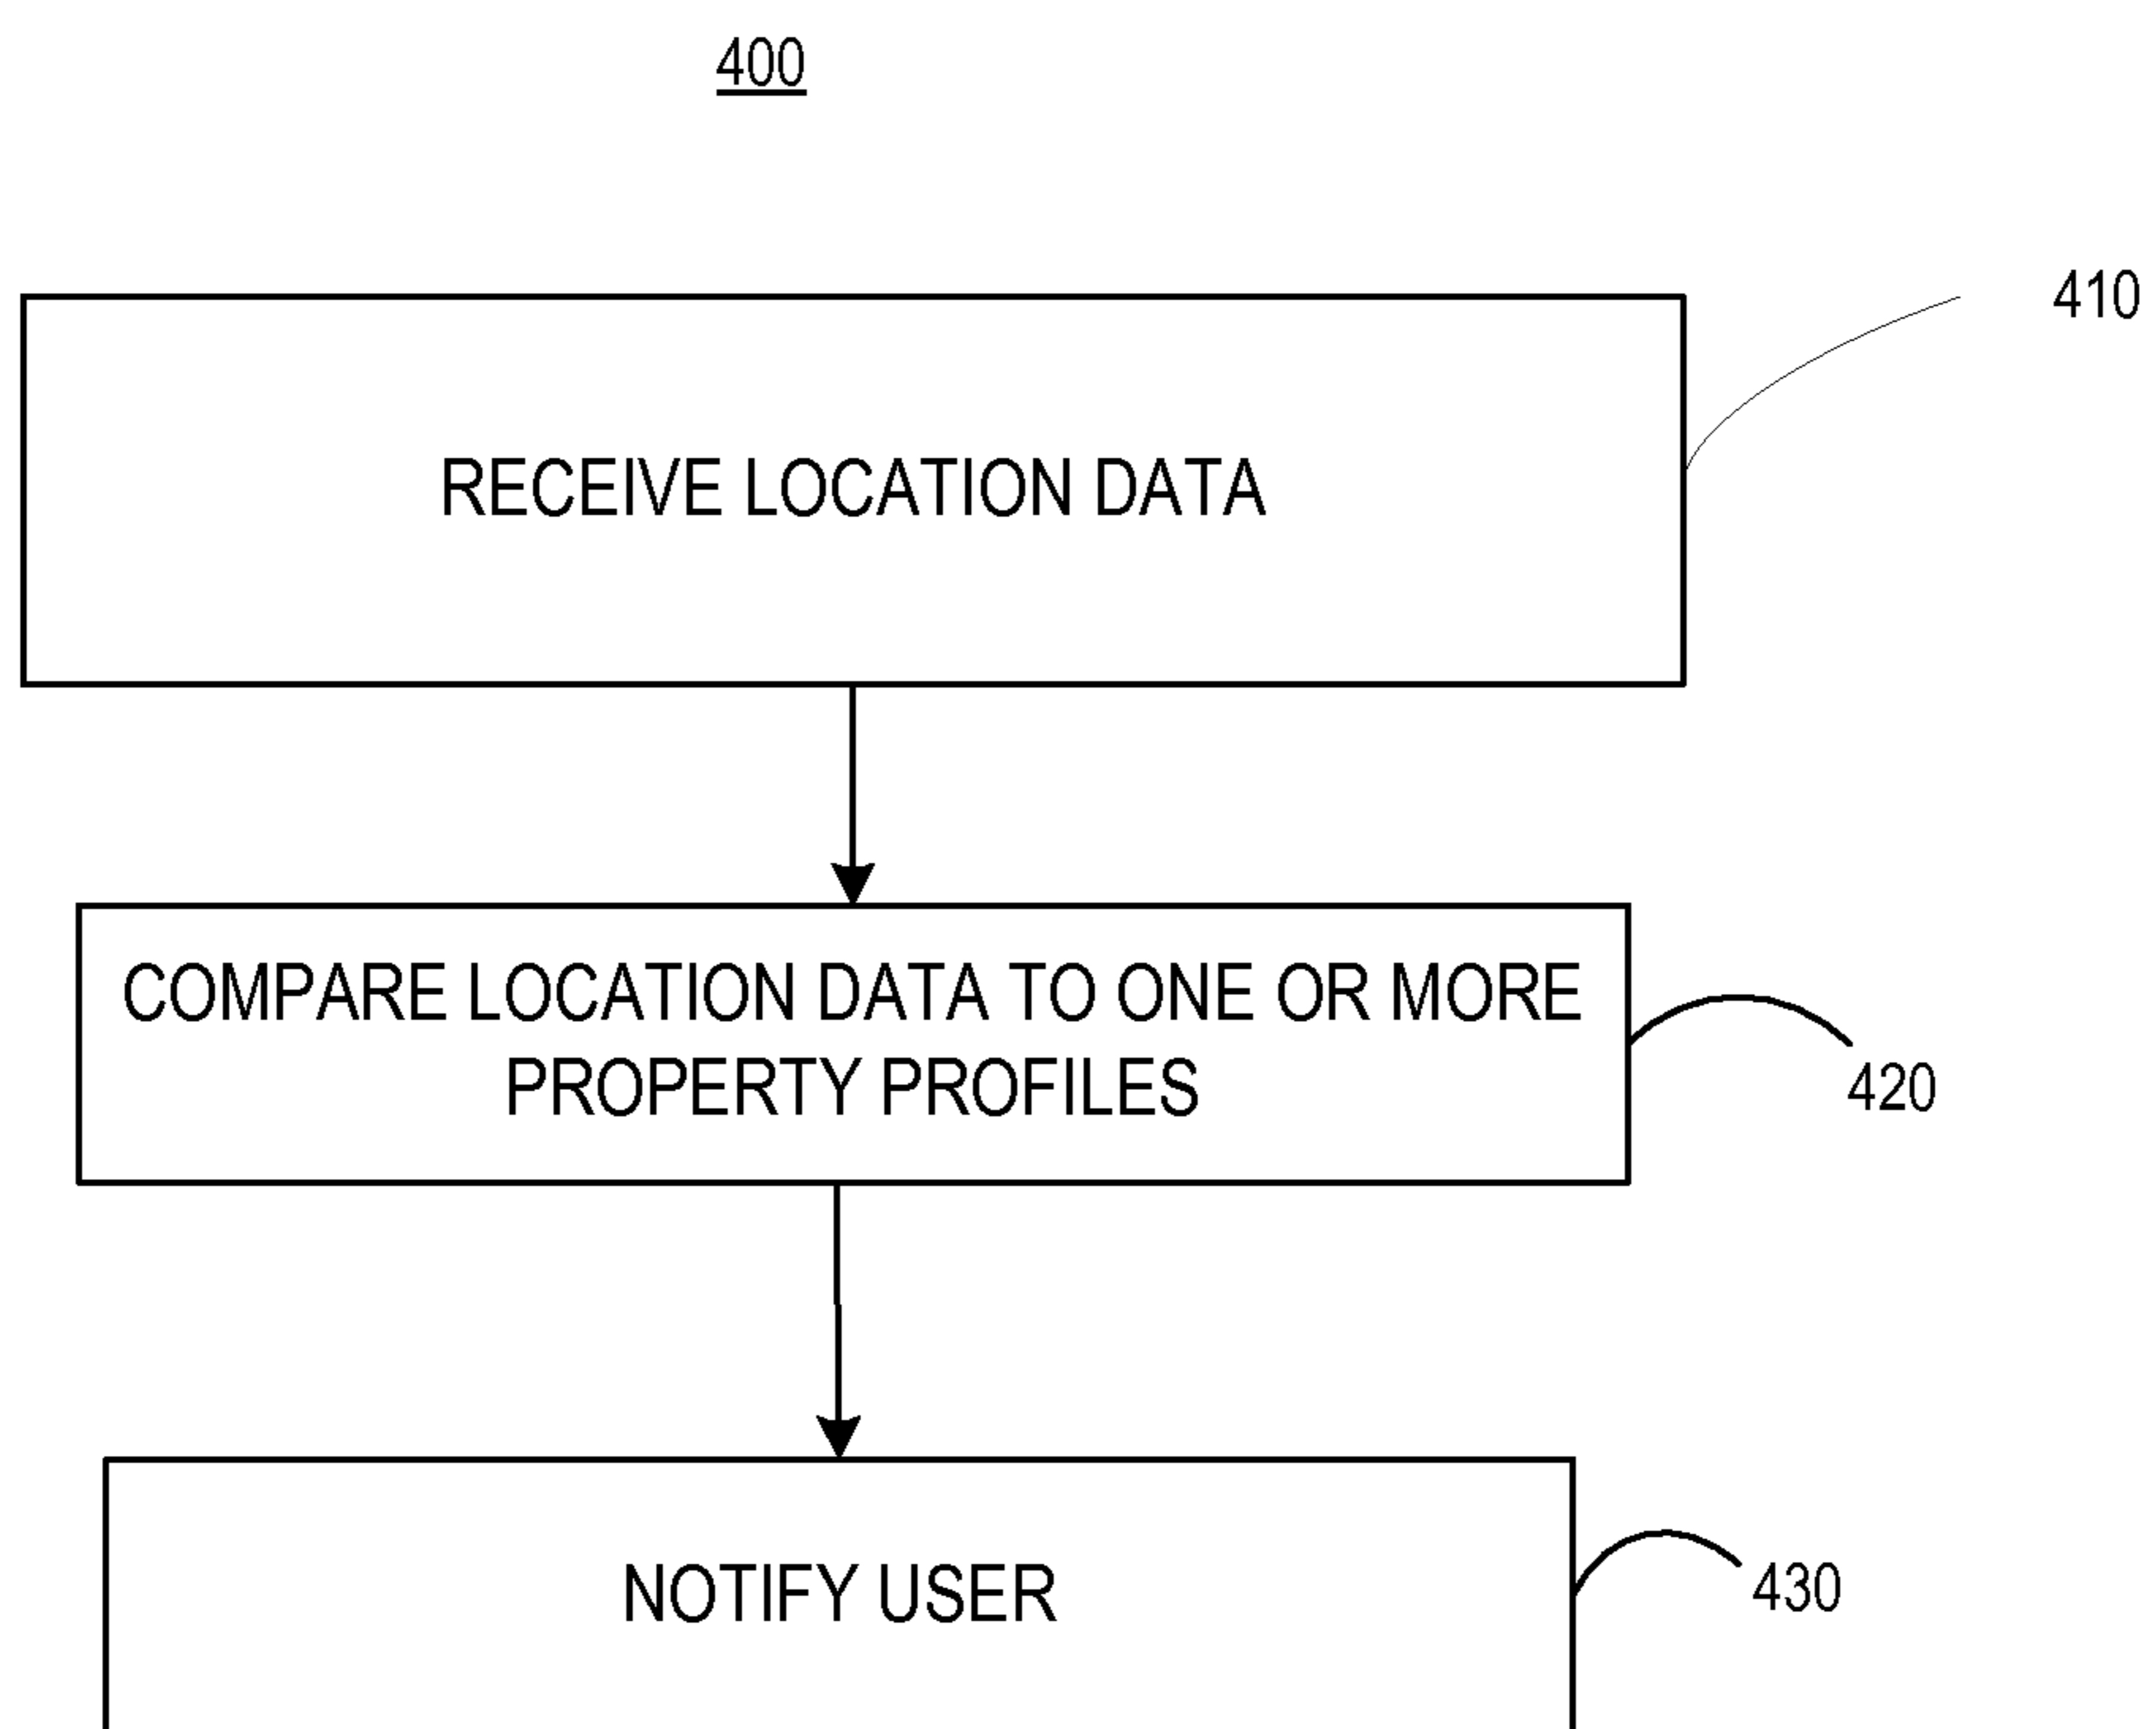 400
410
RECEIVE LOCATION DATA
COMPARE LOCATION DATA TO ONE OR MORE
PROPERTY PROFILES
420
NOTIFY USER
430